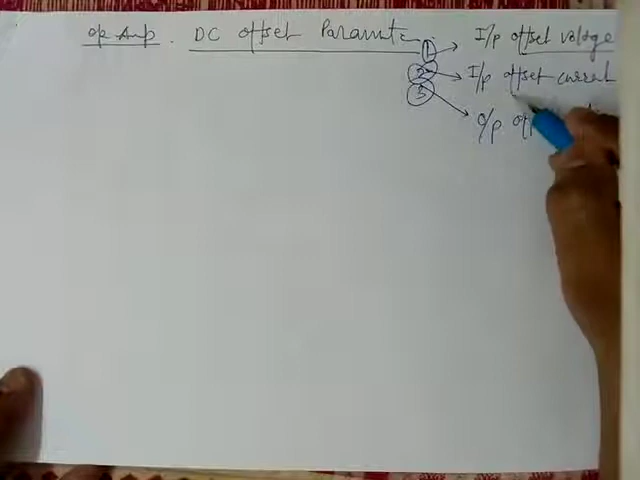 op Amp. DC offset Paramete
① I/p offset voltage
② I/p offset current
③ o/p